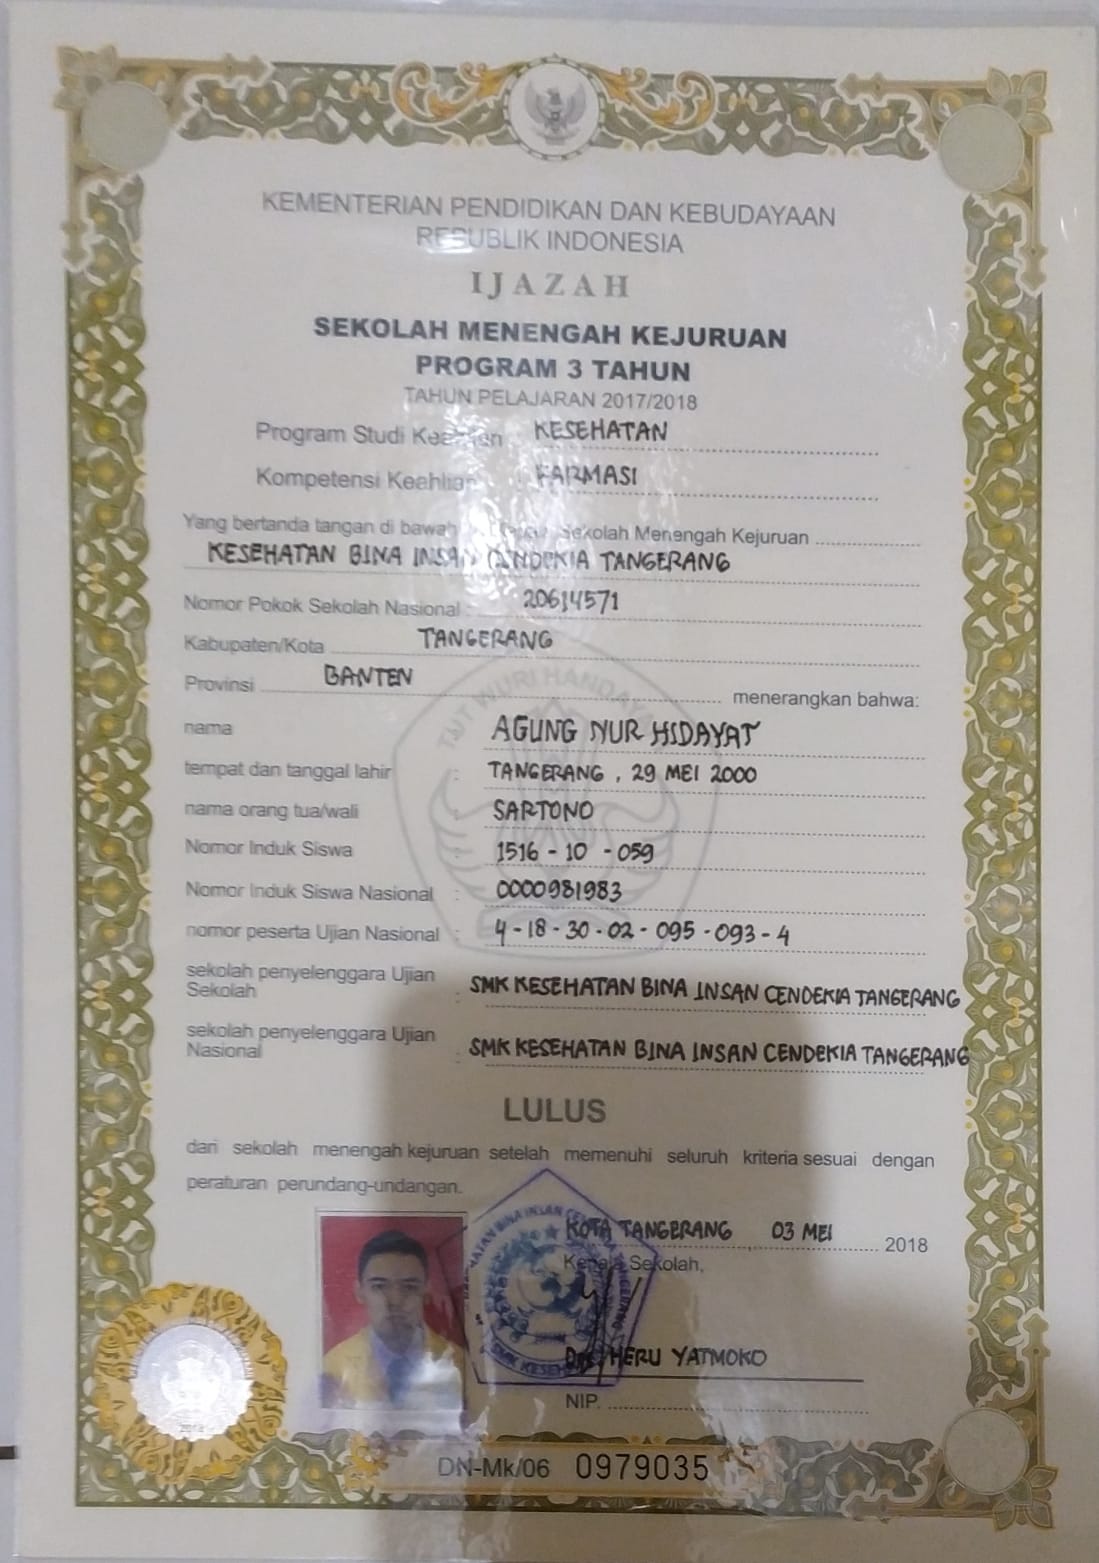 KEMENTERIAN PENDIDIKAN DAN KEBUDAYAAN
REPUBLIK INDONESIA
IJAZAH
SEKOLAH MENENGAH KEJURUAN
PROGRAM 3 TAHUN
TAHUN PELAJARAN 2017/2018
Program Studi Keahlian : KESEHATAN
Kompetensi Keahlian : FARMASI
Yang bertanda tangan di bawah Sekolah Menengah Kejuruan
KESEHATAN BINA INSAN CENDEKIA TANGERANG
Nomor Pokok Sekolah Nasional : 20614571
Kabupaten/Kota TANGERANG
Provinsi BANTEN menerangkan bahwa:
nama : AGUNG NUR HIDAYAT
tempat dan tanggal lahir : TANGERANG, 29 MEI 2000
nama orang tua/wali : SARTONO
Nomor Induk Siswa : 1516 - 10 - 059
Nomor Induk Siswa Nasional : 0000981983
nomor peserta Ujian Nasional : 4 - 18 - 30 - 02 - 095 - 093 - 4
sekolah penyelenggara Ujian
Sekolah : SMK KESEHATAN BINA INSAN CENDEKIA TANGERANG
sekolah penyelenggara Ujian
Nasional : SMK KESEHATAN BINA INSAN CENDEKIA TANGERANG
LULUS
dari sekolah menengah kejuruan setelah memenuhi seluruh kriteria sesuai dengan
peraturan perundang-undangan.
KOTA TANGERANG 03 MEI 2018
Kepala Sekolah,
Drs. HERU YATMOKO
NIP.
DN-Mk/06 0979035